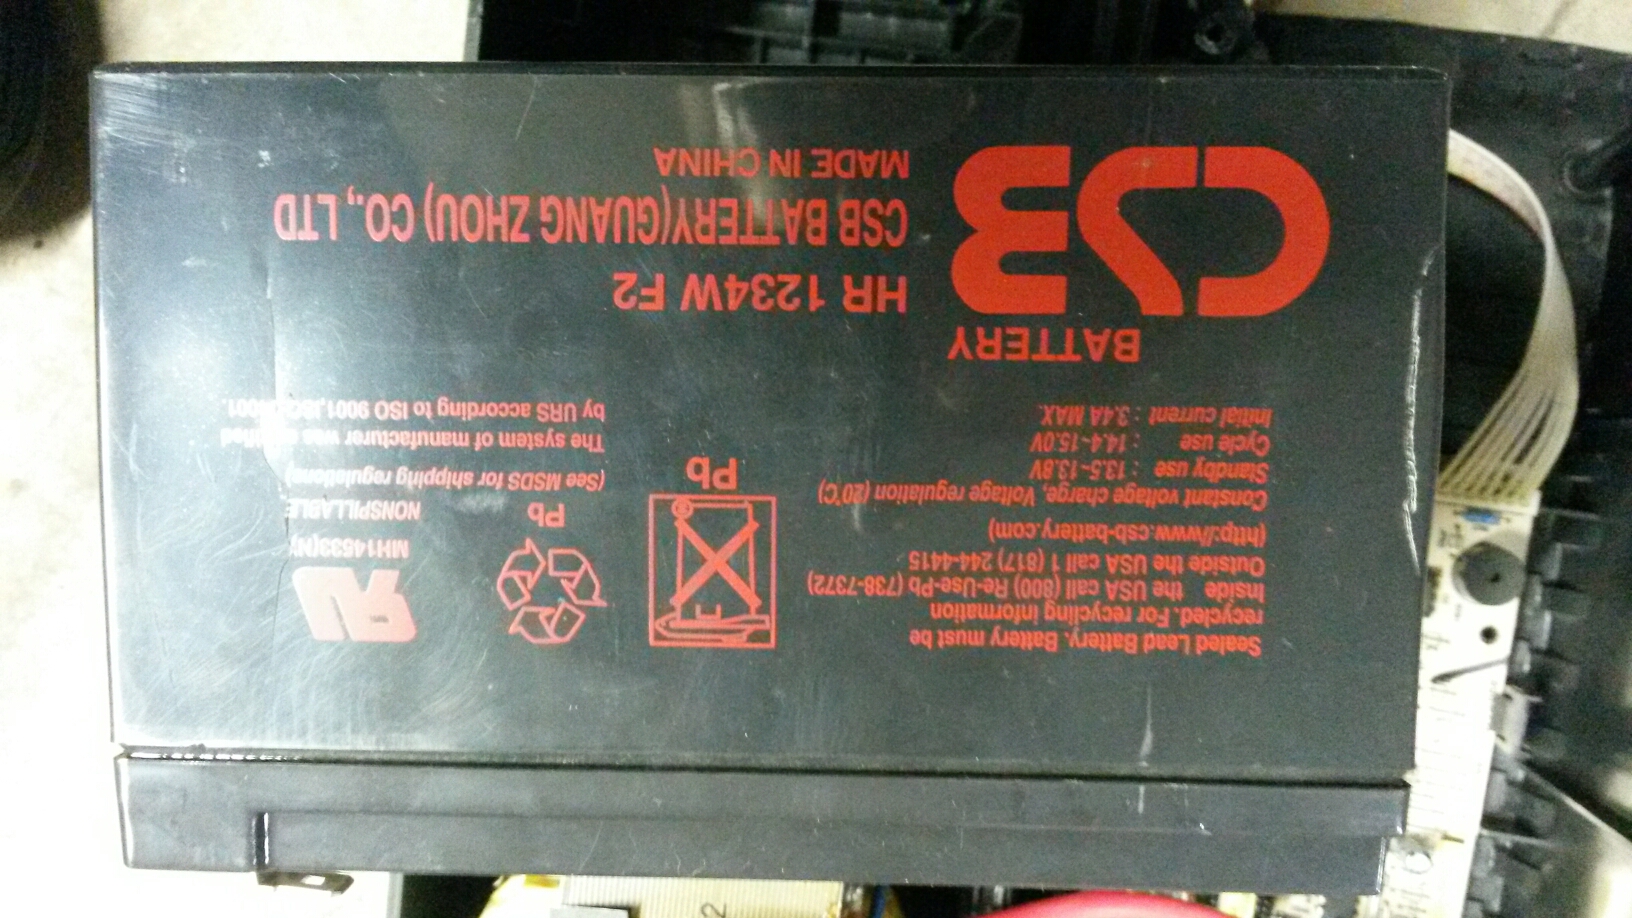 CSB
BATTERY
MADE IN CHINA
CSB BATTERY(GUANG ZHOU) CO., LTD
HR 1234W F2
Initial current : 3.4A MAX.
Cycle use : 14.4~15.0V
Standby use : 13.5~13.8V
Constant voltage charge, Voltage regulation (20℃)
(http://www.csb-battery.com)
Outside the USA call 1 (817) 244-4415
Inside the USA call (800) Re-Use-Pb (738-7372)
recycled. For recycling information
Sealed Lead Battery. Battery must be
Pb
by URS according to ISO 9001,ISO
The system of manufacturer was
(See MSDS for shipping regulations)
NONSPILLABLE
MH14533(N)
Pb
2